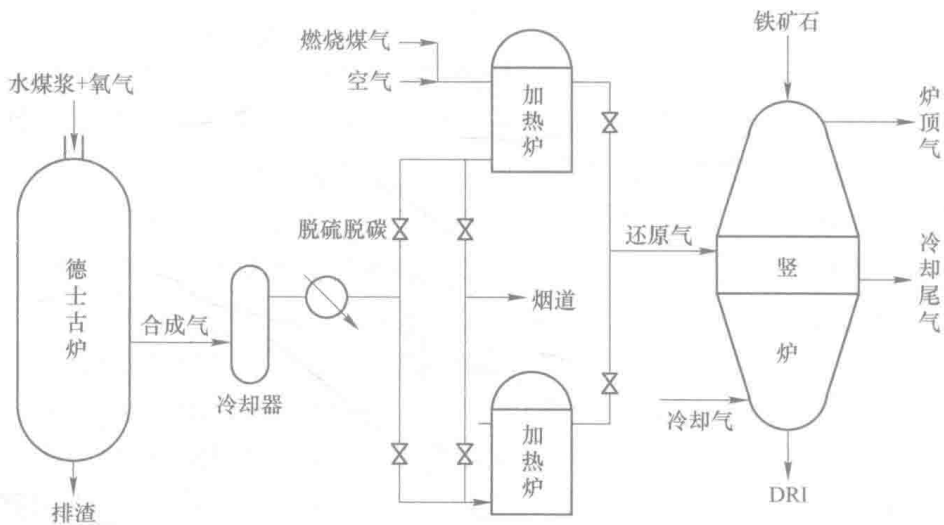 铁矿石
燃烧煤气
水煤浆+氧气
空气
加热炉
炉顶气
脱硫脱碳
还原气
竖
冷却尾气
德士古炉
合成气
烟道
炉
冷却器
加热炉
冷却气
排渣
DRI